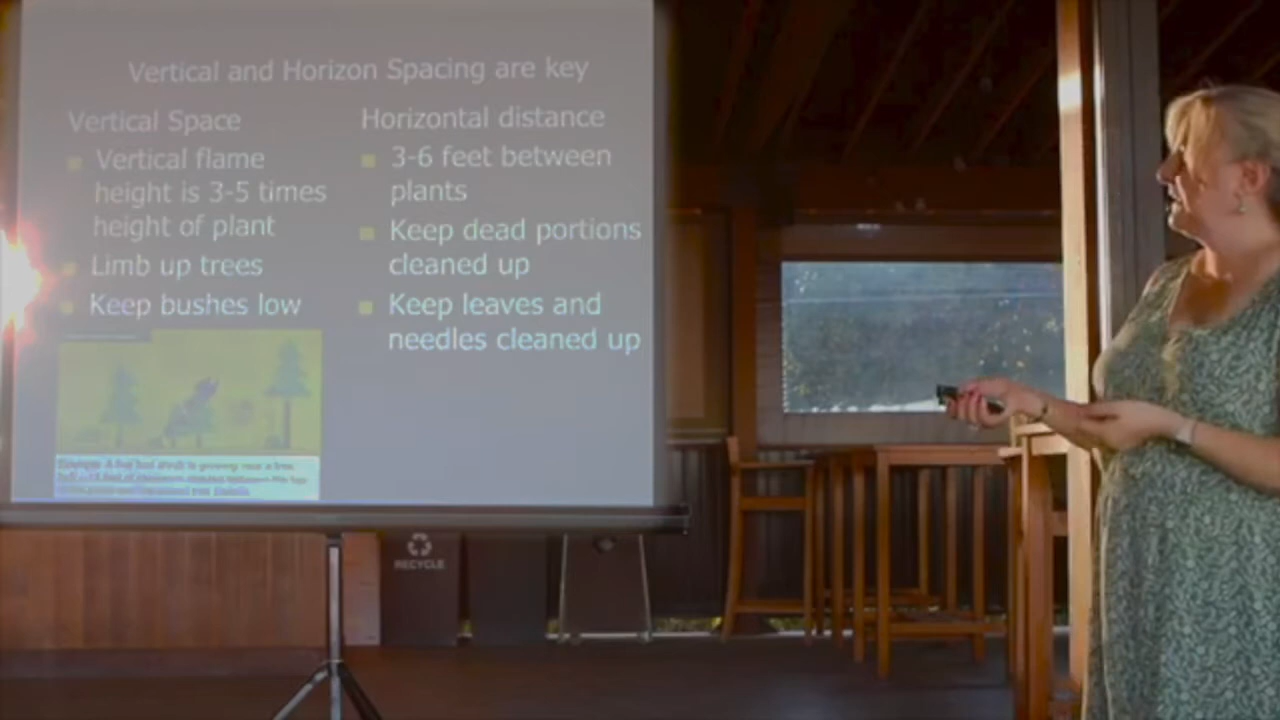 Vertical and Horizon Spacing are key
Vertical Space
Vertical flame
height is 3-5 times
height of plant
Limb up trees
Keep bushes low
Horizontal distance
3-6 feet between
plants
Keep dead portions
cleaned up
Keep leaves and
needles cleaned up
RECYCLE